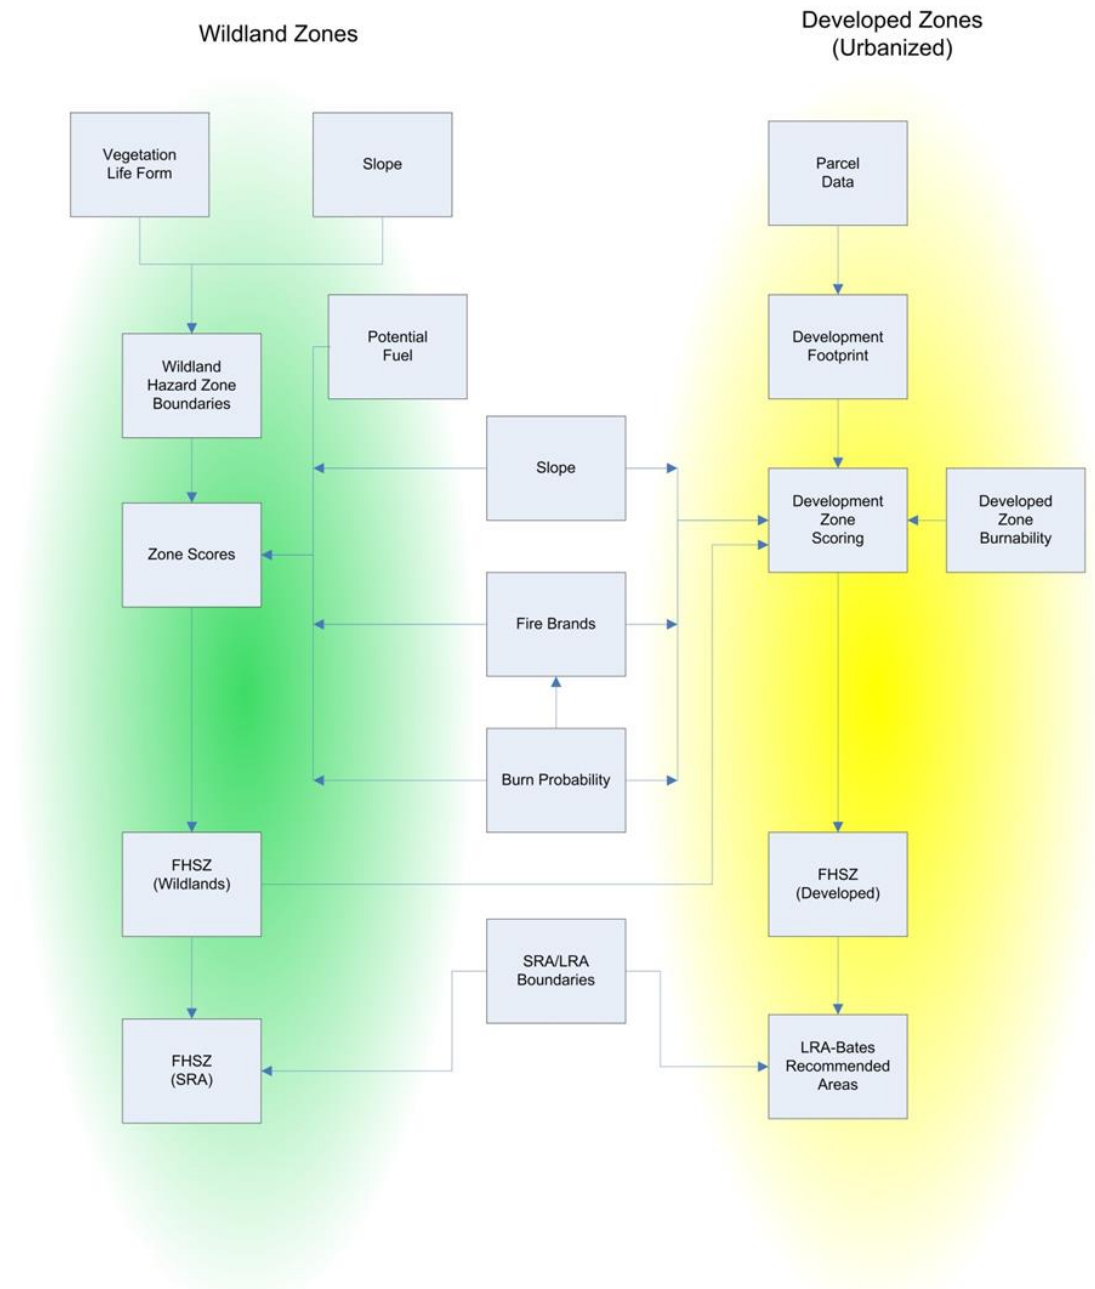 Wildland Zones
Developed Zones
(Urbanized)
Vegetation
Life Form
Slope
Parcel
Data
Potential
Fuel
Development
Footprint
Wildland
Hazard Zone
Boundaries
Slope
Development
Zone
Scoring
Developed
Zone
Burnability
Zone Scores
Fire Brands
Burn Probability
FHSZ
(Wildlands)
FHSZ
(Developed)
SRA/LRA
Boundaries
FHSZ
(SRA)
LRA-Bates
Recommended
Areas